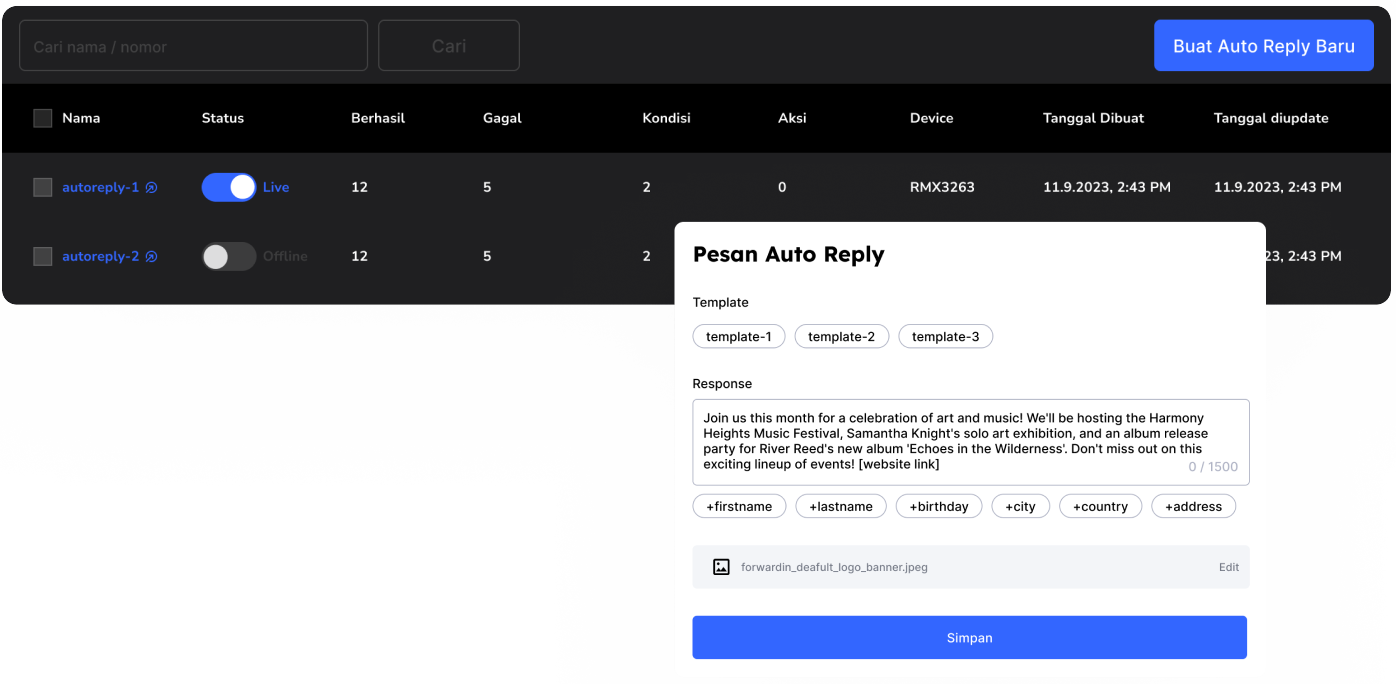 Cari nama / nomor Cari Buat Auto Reply Baru
Nama Status Berhasil Gagal Kondisi Aksi Device Tanggal Dibuat Tanggal diupdate
autoreply-1 Live 12 5 2 0 RMX3263 11.9.2023, 2:43 PM 11.9.2023, 2:43 PM
autoreply-2 Offline 12 5 2 23, 2:43 PM
Pesan Auto Reply
Template
template-1 template-2 template-3
Response
Join us this month for a celebration of art and music! We'll be hosting the Harmony
Heights Music Festival, Samantha Knight's solo art exhibition, and an album release
party for River Reed's new album 'Echoes in the Wilderness'. Don't miss out on this
exciting lineup of events! [website link]
0 / 1500
+firstname +lastname +birthday +city +country +address
forwardin_deafult_logo_banner.jpeg Edit
Simpan